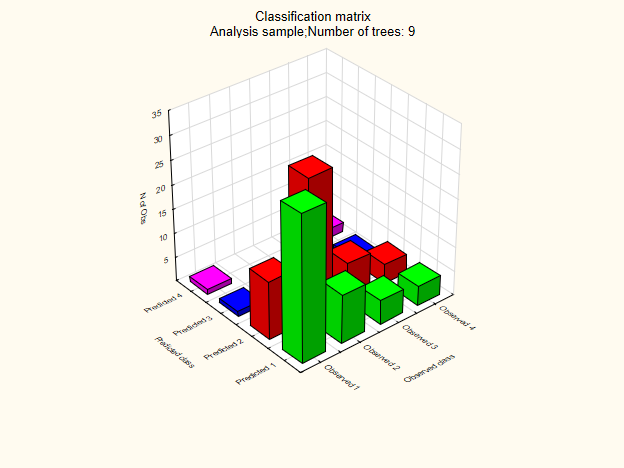 Classification matrix
Analysis sample;Number of trees: 9
35
30
25
20
15
10
5
N of Obs
Predicted 4
Predicted 3
Predicted 2
Predicted 1
Predicted class
Observed 1
Observed 2
Observed 3
Observed 4
Observed class